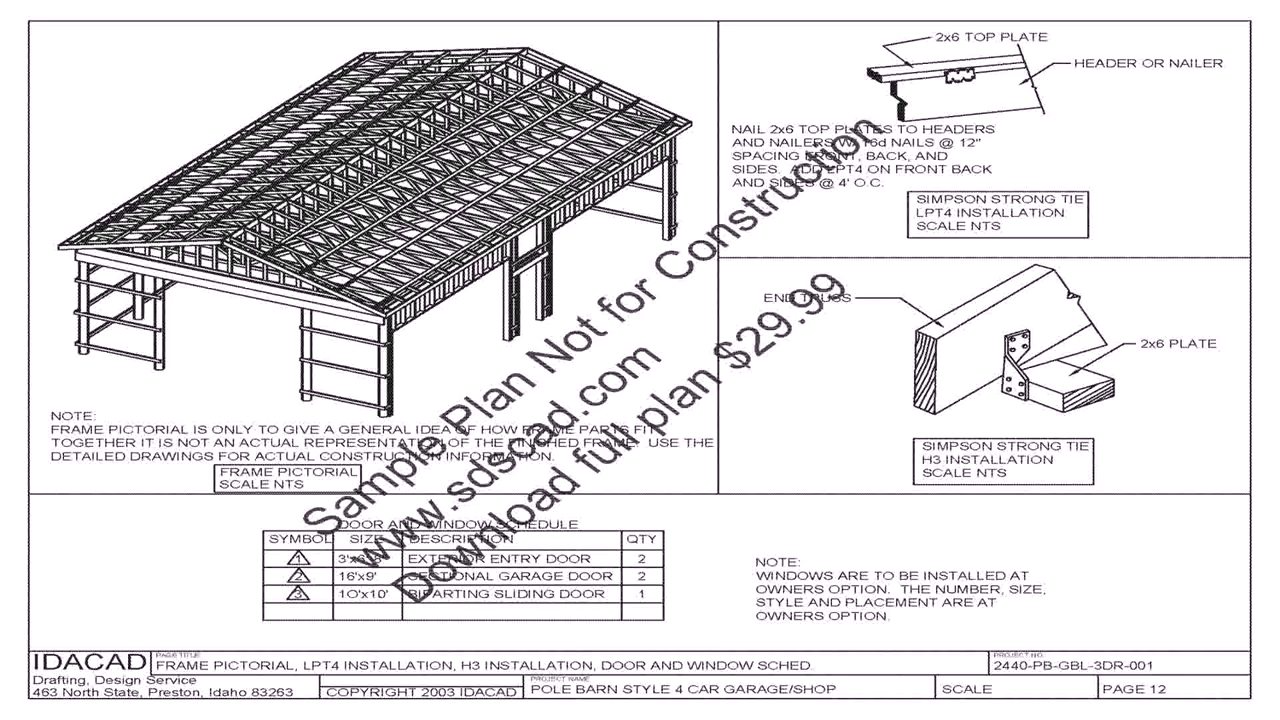 2x6 TOP PLATE
HEADER OR NAILER
NAIL 2x6 TOP PLATES TO HEADERS
AND NAILERS W/ 16d NAILS @ 12"
SPACING FRONT, BACK, AND
SIDES. ADD LPT4 ON FRONT BACK
AND SIDES @ 4' O.C.
SIMPSON STRONG TIE
LPT4 INSTALLATION
SCALE NTS
END TRUSS
2x6 PLATE
SIMPSON STRONG TIE
H3 INSTALLATION
SCALE NTS
NOTE:
FRAME PICTORIAL IS ONLY TO GIVE A GENERAL IDEA OF HOW FRAME PARTS FIT
TOGETHER IT IS NOT AN ACTUAL REPRESENTATION OF THE FINISHED FRAME. USE THE
DETAILED DRAWINGS FOR ACTUAL CONSTRUCTION INFORMATION.
FRAME PICTORIAL
SCALE NTS
Sample Plan Not for Construction
www.sdscad.com
Download full plan $29.99
DOOR AND WINDOW SCHEDULE
SYMBOL SIZE DESCRIPTION QTY
1 EXTERIOR ENTRY DOOR 2
2 16'x9' SECTIONAL GARAGE DOOR 2
3 10'x10' BIPARTING SLIDING DOOR 1
NOTE:
WINDOWS ARE TO BE INSTALLED AT
OWNERS OPTION. THE NUMBER, SIZE,
STYLE AND PLACEMENT ARE AT
OWNERS OPTION.
IDACAD
Drafting, Design Service
463 North State, Preston, Idaho 83263
COPYRIGHT 2003 IDACAD
PAGE TITLE:
FRAME PICTORIAL, LPT4 INSTALLATION, H3 INSTALLATION, DOOR AND WINDOW SCHED.
PROJECT NO.
2440-PB-GBL-3DR-001
PROJECT NAME
POLE BARN STYLE 4 CAR GARAGE/SHOP
SCALE
PAGE 12